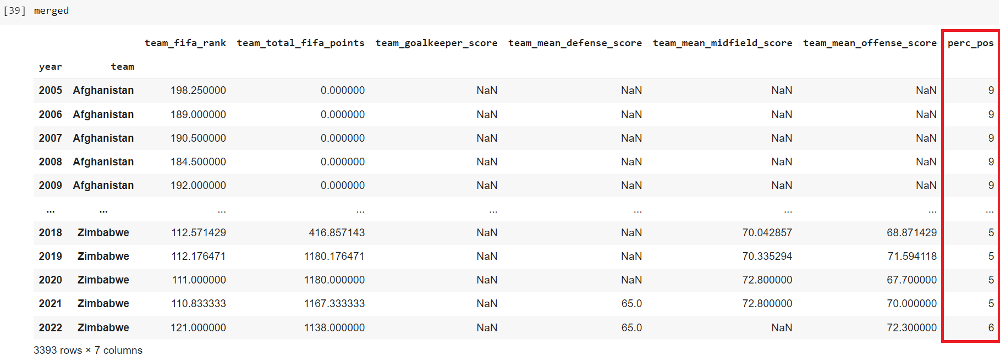 [39] merged
team_fifa_rank team_total_fifa_points team_goalkeeper_score team_mean_defense_score team_mean_midfield_score team_mean_offense_score perc_pos
year team
2005 Afghanistan 198.250000 0.000000 NaN NaN NaN NaN 9
2006 Afghanistan 189.000000 0.000000 NaN NaN NaN NaN 9
2007 Afghanistan 190.500000 0.000000 NaN NaN NaN NaN 9
2008 Afghanistan 184.500000 0.000000 NaN NaN NaN NaN 9
2009 Afghanistan 192.000000 0.000000 NaN NaN NaN NaN 9
... ... ... ... ... ... ... ... ...
2018 Zimbabwe 112.571429 416.857143 NaN NaN 70.042857 68.871429 5
2019 Zimbabwe 112.176471 1180.176471 NaN NaN 70.335294 71.594118 5
2020 Zimbabwe 111.000000 1180.000000 NaN NaN 72.800000 67.700000 5
2021 Zimbabwe 110.833333 1167.333333 NaN 65.0 72.800000 70.000000 5
2022 Zimbabwe 121.000000 1138.000000 NaN 65.0 NaN 72.300000 6
3393 rows × 7 columns